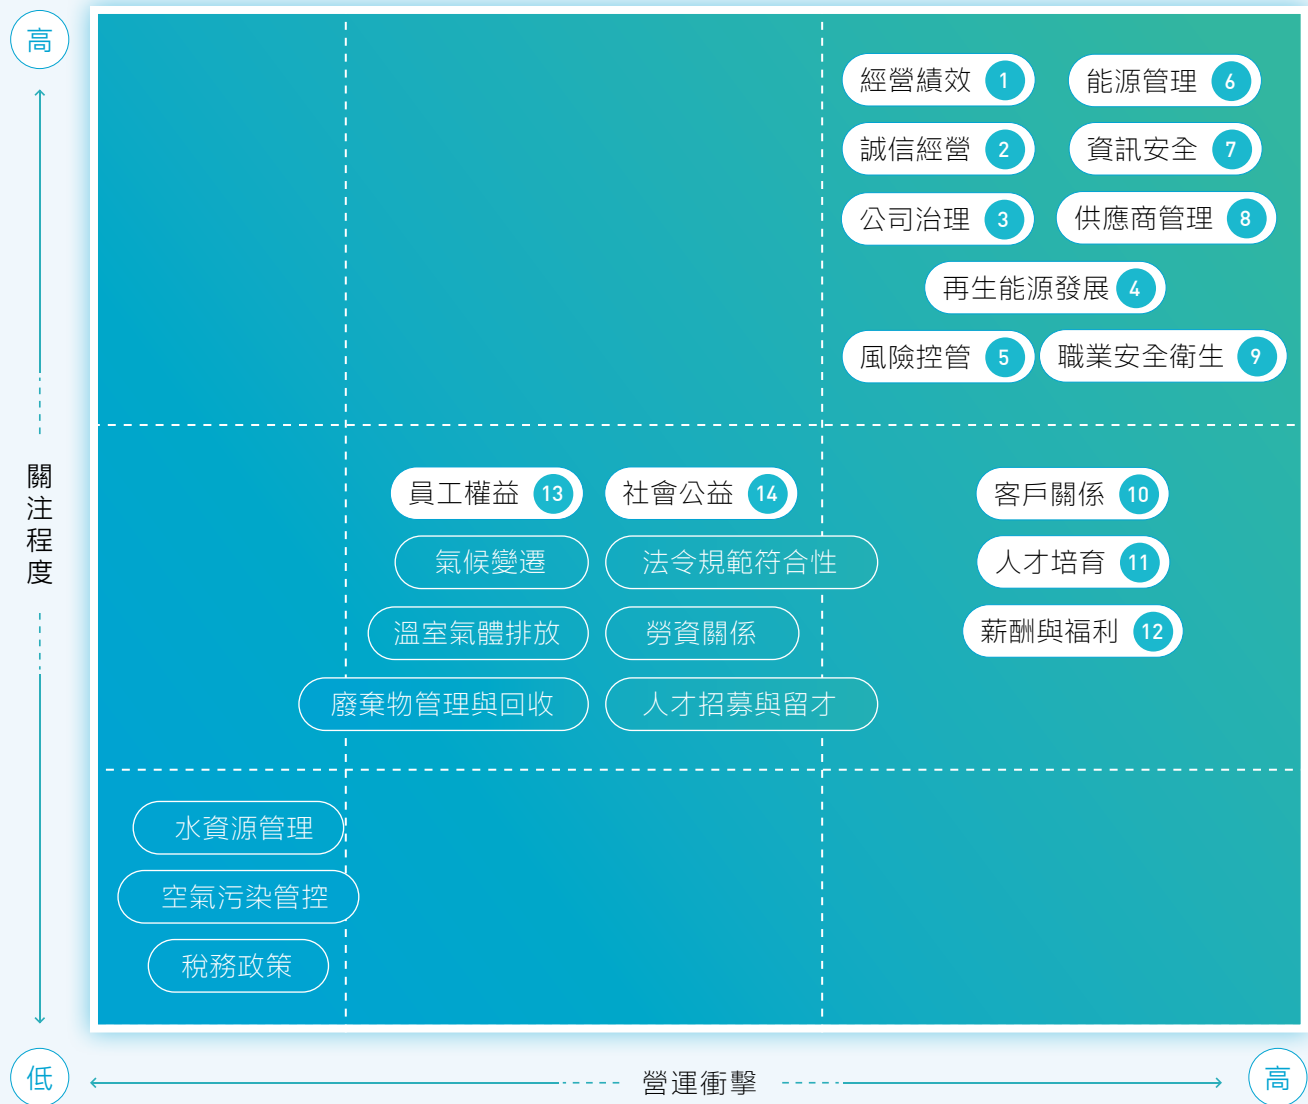 高
經營績效 1
能源管理 6
誠信經營 2
資訊安全 7
公司治理 3
供應商管理 8
再生能源發展 4
風險控管 5
職業安全衛生 9
關注程度
員工權益 13
社會公益 14
客戶關係 10
氣候變遷
法令規範符合性
人才培育 11
溫室氣體排放
勞資關係
薪酬與福利 12
廢棄物管理與回收
人才招募與留才
水資源管理
空氣污染管控
稅務政策
低
營運衝擊
高